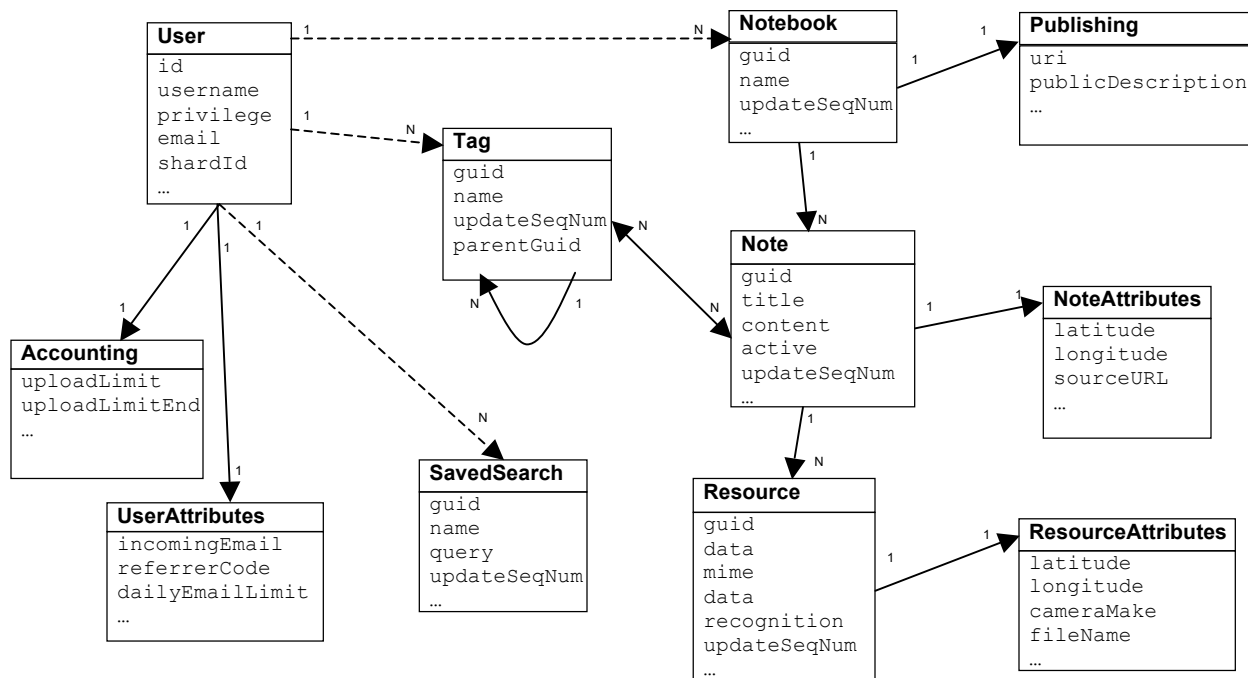 User
id
username
privilege
email
shardId
…
1
N
Notebook
guid
name
updateSeqNum
…
1
1
Publishing
uri
publicDescription
…
1
N
Tag
guid
name
updateSeqNum
parentGuid
N
1
N
N
1
N
Note
guid
title
content
active
updateSeqNum
…
1
1
NoteAttributes
latitude
longitude
sourceURL
…
1
1
Accounting
uploadLimit
uploadLimitEnd
…
1
1
UserAttributes
incomingEmail
referrerCode
dailyEmailLimit
…
1
N
SavedSearch
guid
name
query
updateSeqNum
…
1
N
Resource
guid
data
mime
data
recognition
updateSeqNum
…
1
1
ResourceAttributes
latitude
longitude
cameraMake
fileName
…